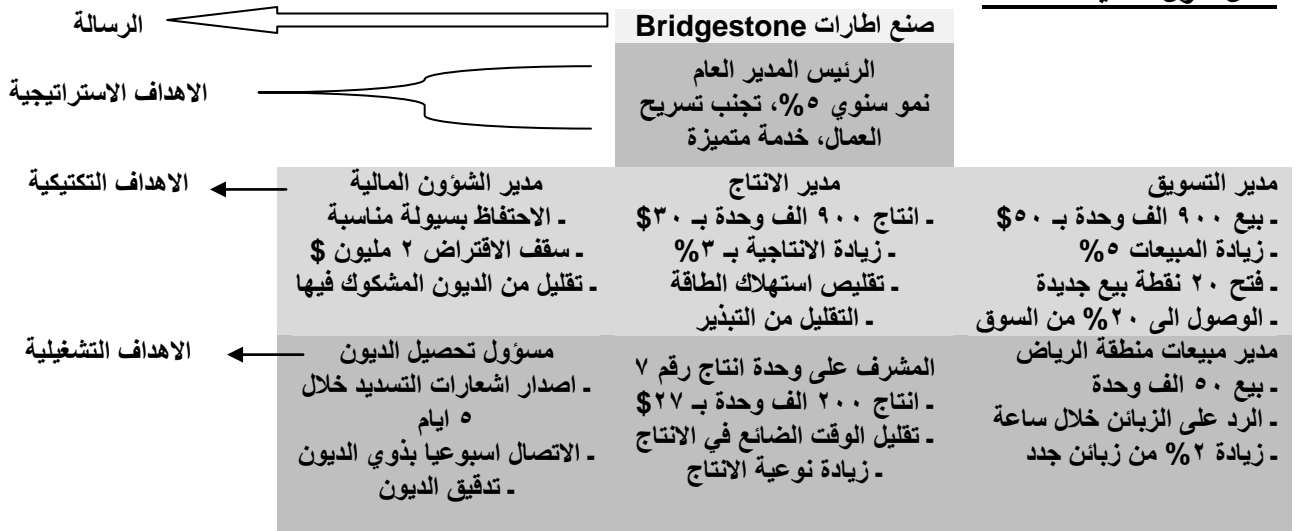 صنع اطارات Bridgestone
الرسالة
الرئيس المدير العام
نمو سنوي ٥%، تجنب تسريح
العمال، خدمة متميزة
الاهداف الاستراتيجية
مدير التسويق
ـ بيع ٩٠٠ الف وحدة بـ ٥٠$
ـ زيادة المبيعات ٥%
ـ فتح ٢٠ نقطة بيع جديدة
ـ الوصول الى ٢٠% من السوق
مدير الانتاج
ـ انتاج ٩٠٠ الف وحدة بـ ٣٠$
ـ زيادة الانتاجية بـ ٣%
ـ تقليص استهلاك الطاقة
ـ التقليل من التبذير
مدير الشؤون المالية
ـ الاحتفاظ بسيولة مناسبة
ـ سقف الاقتراض ٢ مليون $
ـ تقليل من الديون المشكوك فيها
الاهداف التكتيكية
مدير مبيعات منطقة الرياض
ـ بيع ٥٠ الف وحدة
ـ الرد على الزبائن خلال ساعة
ـ زيادة ٢% من زبائن جدد
المشرف على وحدة انتاج رقم ٧
ـ انتاج ٢٠٠ الف وحدة بـ ٢٧$
ـ تقليل الوقت الضائع في الانتاج
ـ زيادة نوعية الانتاج
مسؤول تحصيل الديون
ـ اصدار اشعارات التسديد خلال
٥ ايام
ـ الاتصال اسبوعيا بذوي الديون
ـ تدقيق الديون
الاهداف التشغيلية